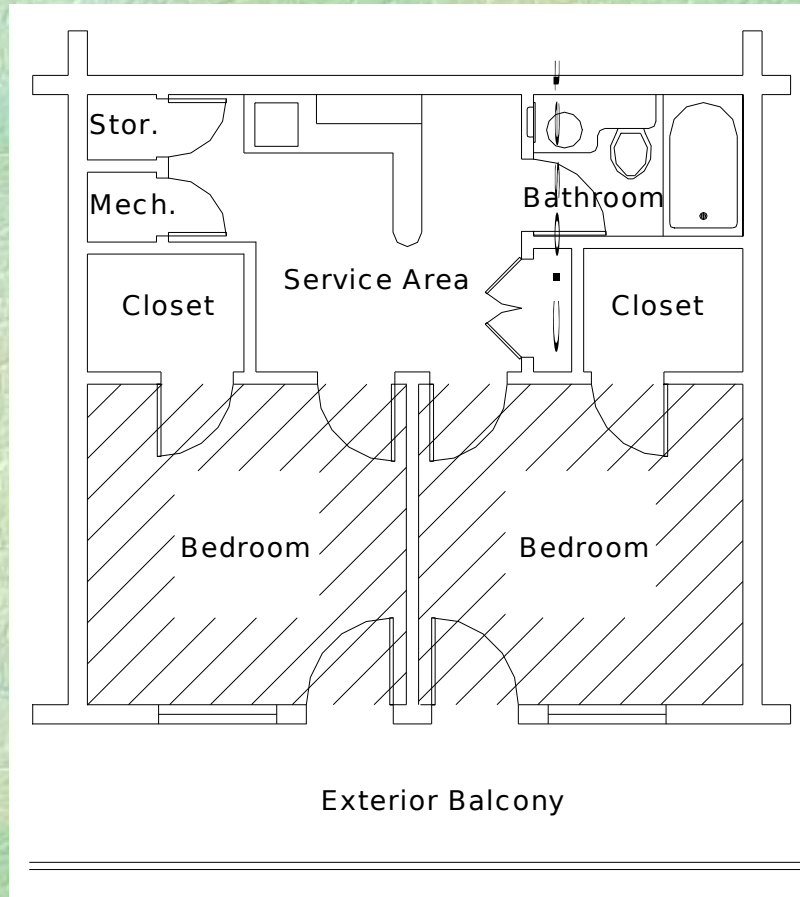 Stor.
Mech.
Bathroom
Service Area
Closet
Closet
Bedroom
Bedroom
Exterior Balcony